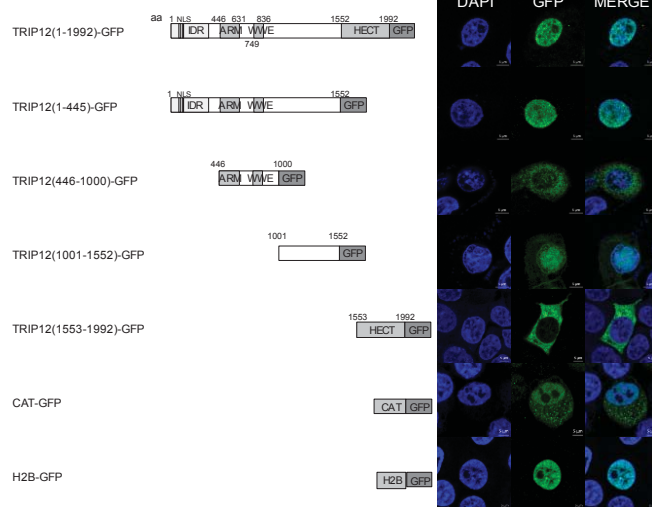 DAPI GFP MERGE
aa 1 NLS 446 631 836 1552 1992
TRIP12(1-1992)-GFP IDR ARM WWE HECT GFP
749
1 NLS 1552
TRIP12(1-445)-GFP IDR ARM WWE GFP
446 1000
TRIP12(446-1000)-GFP ARM WWE GFP
1001 1552
TRIP12(1001-1552)-GFP GFP
1553 1992
TRIP12(1553-1992)-GFP HECT GFP
CAT-GFP CAT GFP
H2B-GFP H2B GFP